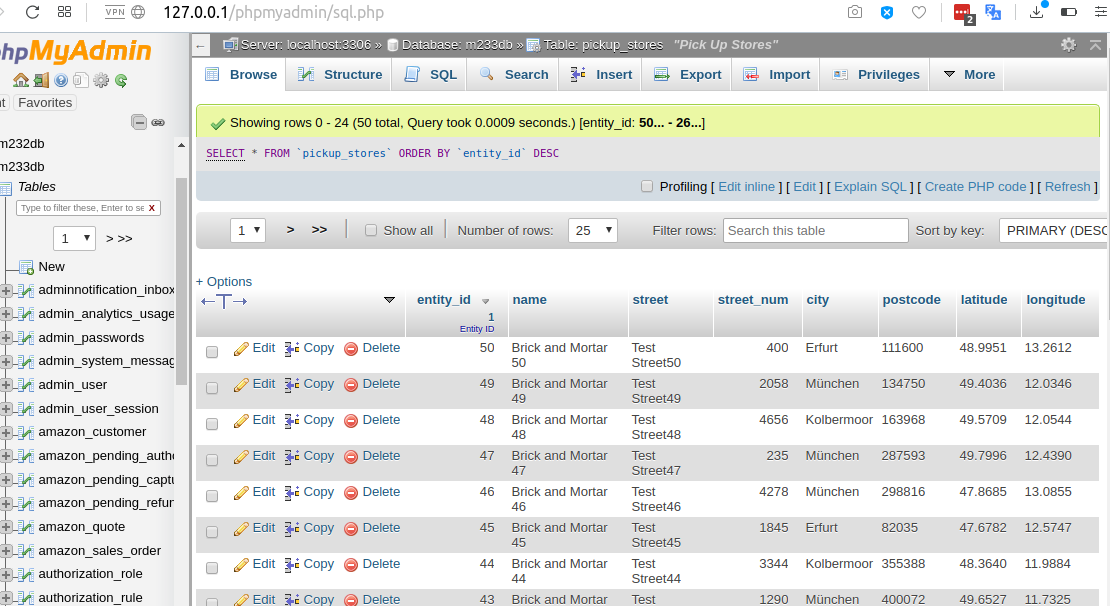 VPN 127.0.0.1/phpmyadmin/sql.php 2
hpMyAdmin
nt Favorites
m232db
m233db
Tables
Type to filter these, Enter to se X
1 > >>
New
adminnotification_inbox
admin_analytics_usage
admin_passwords
admin_system_messag
admin_user
admin_user_session
amazon_customer
amazon_pending_autho
amazon_pending_captu
amazon_pending_refun
amazon_quote
amazon_sales_order
authorization_role
authorization_rule
← Server: localhost:3306 » Database: m233db » Table: pickup_stores "Pick Up Stores"
Browse Structure SQL Search Insert Export Import Privileges More
Showing rows 0 - 24 (50 total, Query took 0.0009 seconds.) [entity_id: 50... - 26...]
SELECT * FROM `pickup_stores` ORDER BY `entity_id` DESC
Profiling [ Edit inline ] [ Edit ] [ Explain SQL ] [ Create PHP code ] [ Refresh ]
1 > >> Show all Number of rows: 25 Filter rows: Search this table Sort by key: PRIMARY (DESC
+ Options
←T→ entity_id 1 name street street_num city postcode latitude longitude
Entity ID
Edit Copy Delete 50 Brick and Mortar 50 Test Street50 400 Erfurt 111600 48.9951 13.2612
Edit Copy Delete 49 Brick and Mortar 49 Test Street49 2058 München 134750 49.4036 12.0346
Edit Copy Delete 48 Brick and Mortar 48 Test Street48 4656 Kolbermoor 163968 49.5709 12.0544
Edit Copy Delete 47 Brick and Mortar 47 Test Street47 235 München 287593 49.7996 12.4390
Edit Copy Delete 46 Brick and Mortar 46 Test Street46 4278 München 298816 47.8685 13.0855
Edit Copy Delete 45 Brick and Mortar 45 Test Street45 1845 Erfurt 82035 47.6782 12.5747
Edit Copy Delete 44 Brick and Mortar 44 Test Street44 3344 Kolbermoor 355388 48.3640 11.9884
Edit Copy Delete 43 Brick and Mortar Test 1290 München 400072 49.6527 11.7325